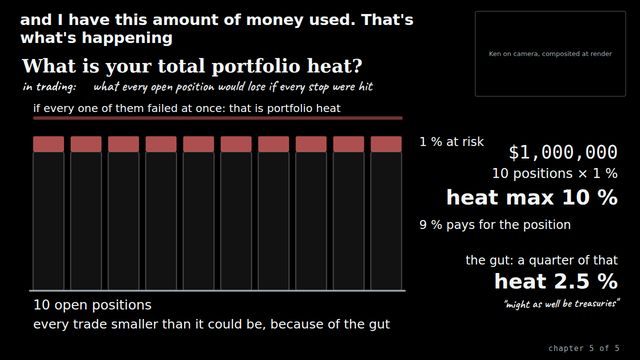 and I have this amount of money used. That's
what's happening
Ken on camera, composited at render
What is your total portfolio heat?
in trading: what every open position would lose if every stop were hit
if every one of them failed at once: that is portfolio heat
1 % at risk
$1,000,000
10 positions × 1 %
heat max 10 %
9 % pays for the position
the gut: a quarter of that
heat 2.5 %
"might as well be treasuries"
10 open positions
every trade smaller than it could be, because of the gut
chapter 5 of 5